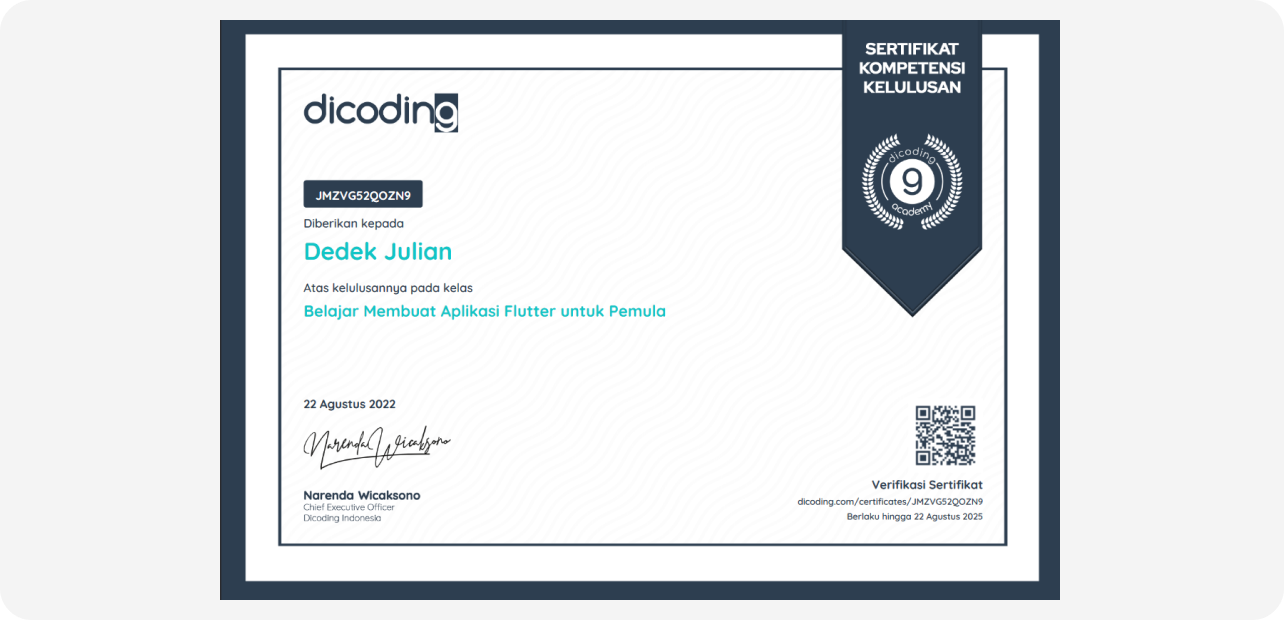 SERTIFIKAT
KOMPETENSI
KELULUSAN
dicoding
dicoding
9
academy
JMZVG52QOZN9
Diberikan kepada
Dedek Julian
Atas kelulusannya pada kelas
Belajar Membuat Aplikasi Flutter untuk Pemula
22 Agustus 2022
Narenda Wicaksono
Narenda Wicaksono
Chief Executive Officer
Dicoding Indonesia
Verifikasi Sertifikat
dicoding.com/certificates/JMZVG52QOZN9
Berlaku hingga 22 Agustus 2025